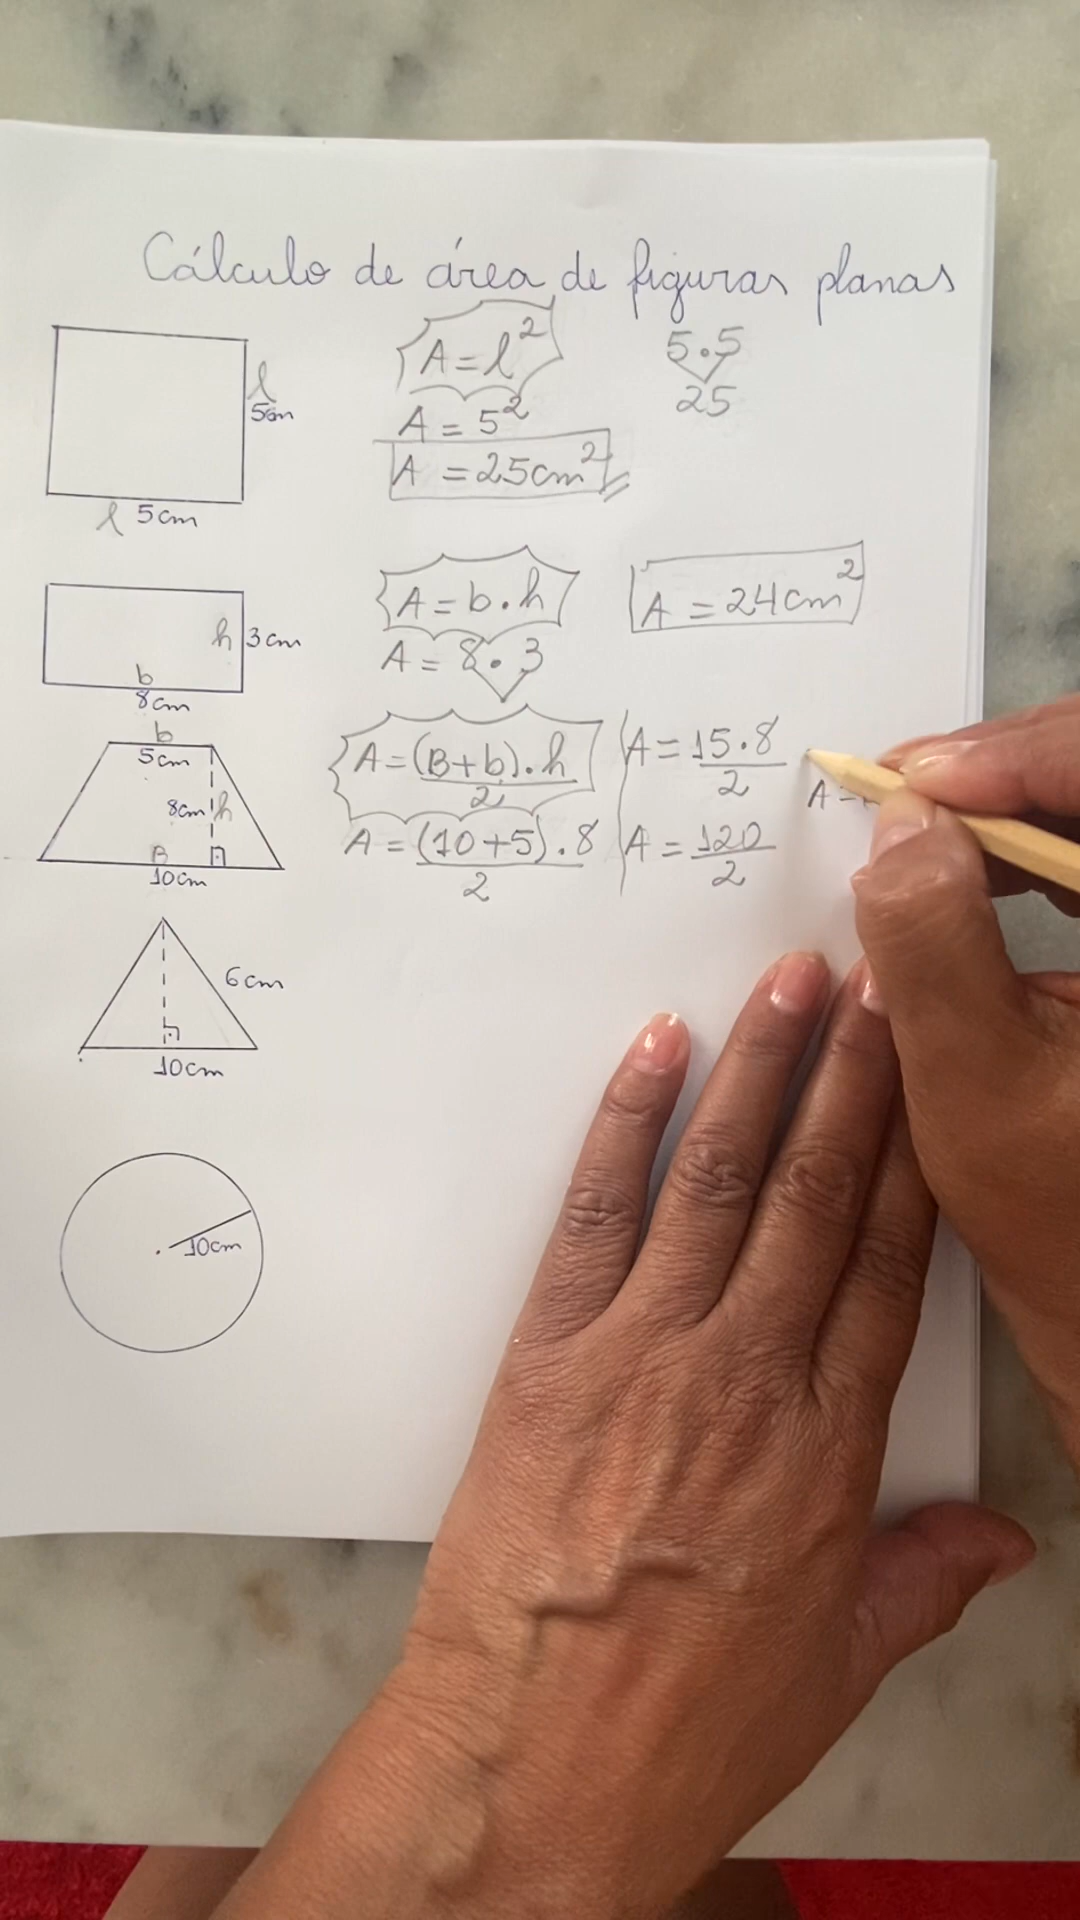 Cálculo de área de figuras planas
l
5cm
l 5cm
A = l²
A = 5²
A = 25cm²
5.5
25
h 3cm
b
8cm
A = b.h
A = 8.3
A = 24cm²
b
5cm
8cm h
B
10cm
A = (B+b).h
2
A = (10+5).8
2
A = 15.8
2
A = 120
2
A =
6cm
10cm
10cm